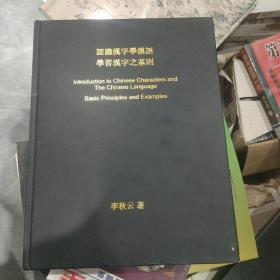 認識漢字學漢語
學習漢字之基則
Introduction to Chinese Characters and
The Chinese Language
Basic Principles and Examples
李秋云 著